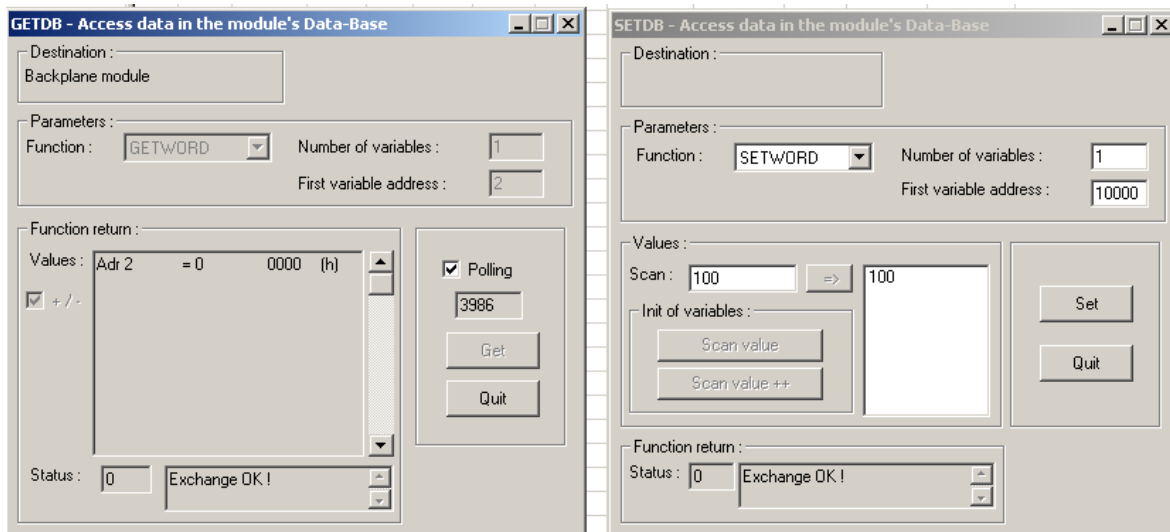 GETDB - Access data in the module's Data-Base
Destination :
Backplane module
Parameters :
Function : GETWORD Number of variables : 1
First variable address : 2
Function return :
Values : Adr 2 = 0 0000 (h)
+ / -
Polling
3986
Get
Quit
Status : 0 Exchange OK !
SETDB - Access data in the module's Data-Base
Destination :
Parameters :
Function : SETWORD Number of variables : 1
First variable address : 10000
Values :
Scan : 100 => 100
Init of variables :
Scan value
Scan value ++
Set
Quit
Function return :
Status : 0 Exchange OK !